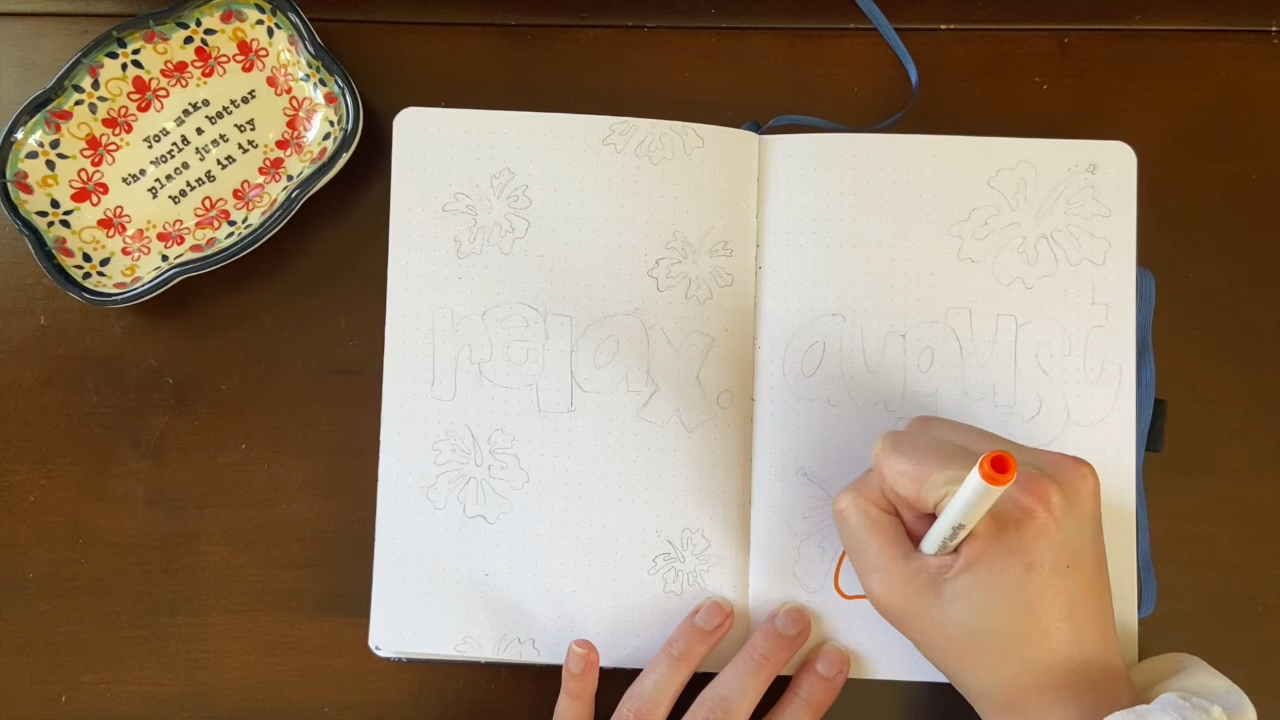 you make
the world a better
place just by
being in it
relax.
august